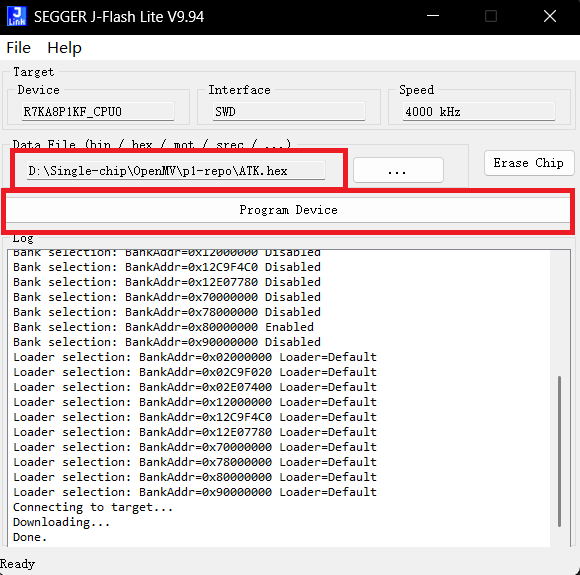 J Link SEGGER J-Flash Lite V9.94
File Help
Target
Device Interface Speed
R7KA8P1KF_CPU0 SWD 4000 kHz
Data File (bin / hex / mot / srec / ...)
D:\Single-chip\OpenMV\p1-repo\ATK.hex ... Erase Chip
Program Device
Log
Bank selection: BankAddr=0x12000000 Disabled
Bank selection: BankAddr=0x12C9F4C0 Disabled
Bank selection: BankAddr=0x12E07780 Disabled
Bank selection: BankAddr=0x70000000 Disabled
Bank selection: BankAddr=0x78000000 Disabled
Bank selection: BankAddr=0x80000000 Enabled
Bank selection: BankAddr=0x90000000 Disabled
Loader selection: BankAddr=0x02000000 Loader=Default
Loader selection: BankAddr=0x02C9F020 Loader=Default
Loader selection: BankAddr=0x02E07400 Loader=Default
Loader selection: BankAddr=0x12000000 Loader=Default
Loader selection: BankAddr=0x12C9F4C0 Loader=Default
Loader selection: BankAddr=0x12E07780 Loader=Default
Loader selection: BankAddr=0x70000000 Loader=Default
Loader selection: BankAddr=0x78000000 Loader=Default
Loader selection: BankAddr=0x80000000 Loader=Default
Loader selection: BankAddr=0x90000000 Loader=Default
Connecting to target...
Downloading...
Done.
Ready